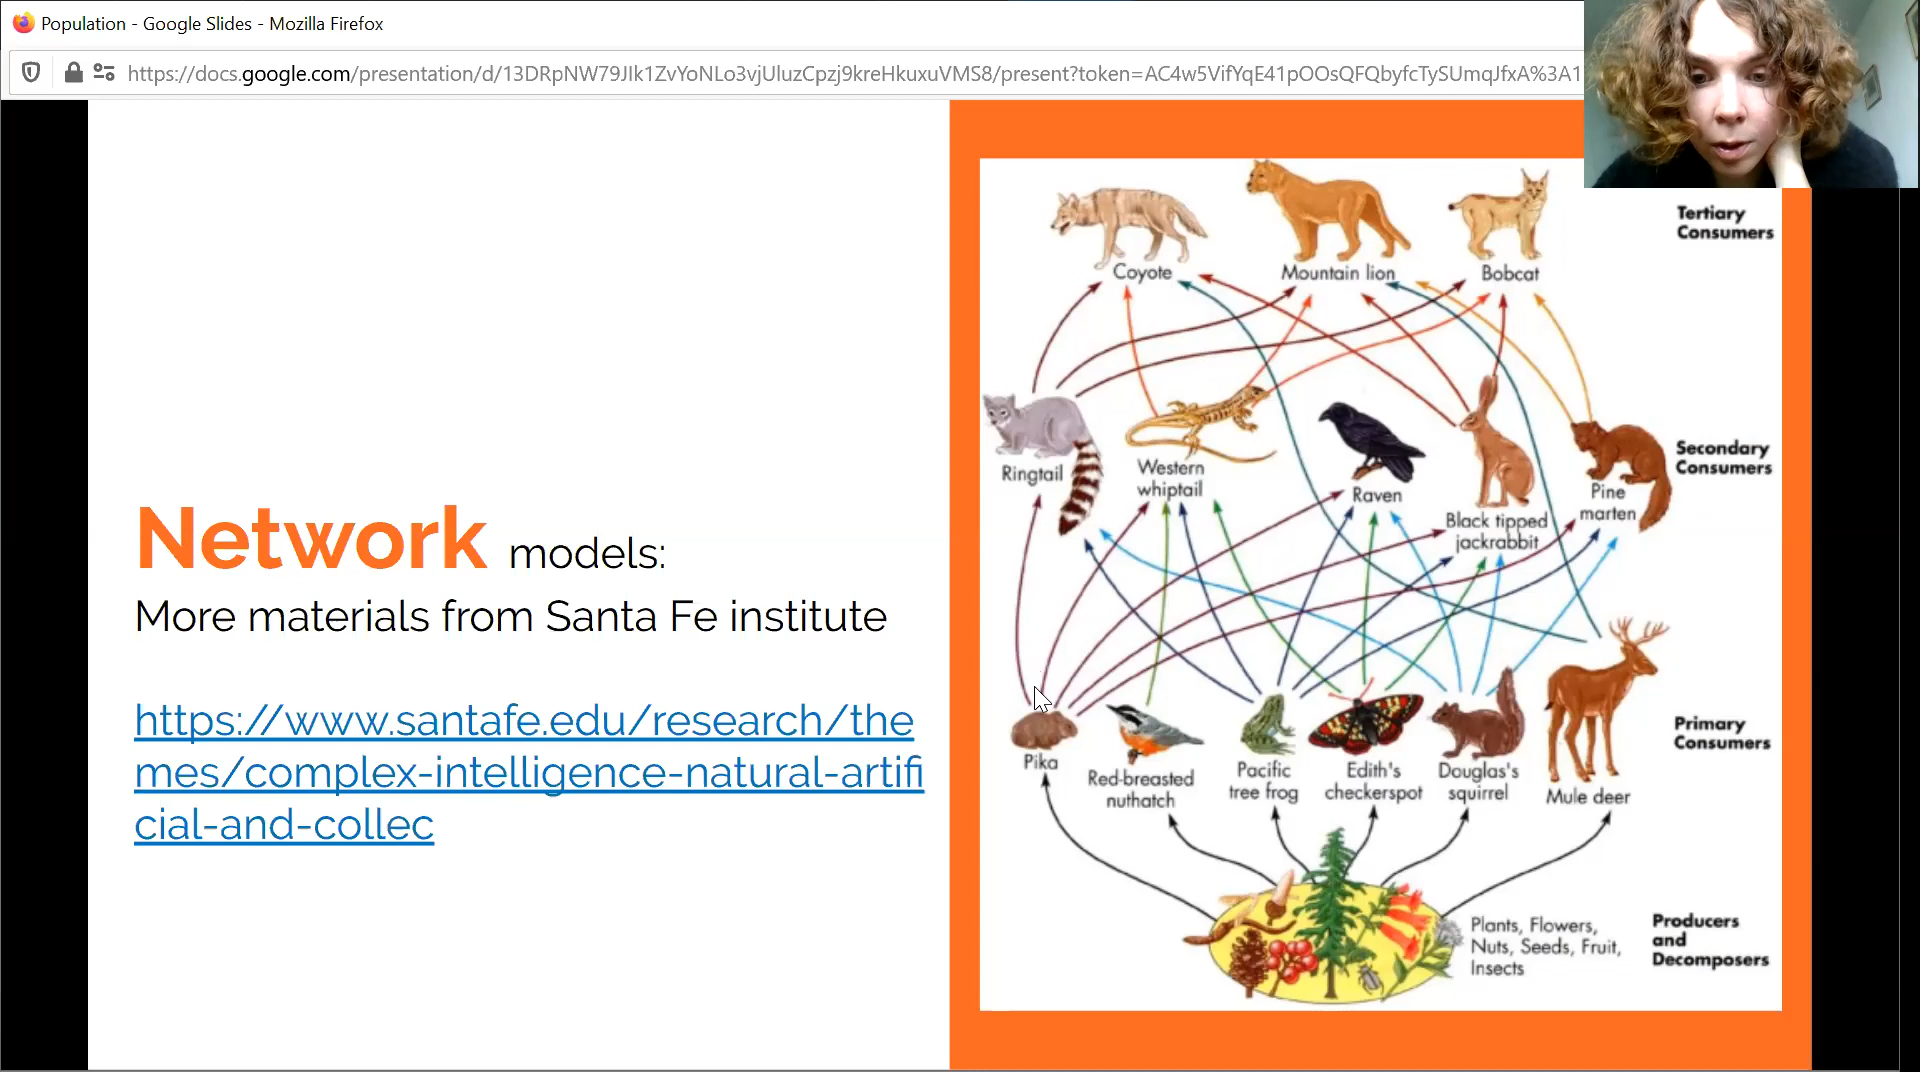 Population - Google Slides - Mozilla Firefox
https://docs.google.com/presentation/d/13DRpNW79JIk1ZvYoNLo3vjUluzCpzj9kreHkuxuVMS8/present?token=AC4w5VifYqE41pOOsQFQbyfcTySUmqJfxA%3A1
Network models:
More materials from Santa Fe institute
https://www.santafe.edu/research/the
mes/complex-intelligence-natural-artifi
cial-and-collec
Tertiary
Consumers
Coyote
Mountain lion
Bobcat
Secondary
Consumers
Ringtail
Western
whiptail
Raven
Black tipped
jackrabbit
Pine
marten
Primary
Consumers
Pika
Red-breasted
nuthatch
Pacific
tree frog
Edith's
checkerspot
Douglas's
squirrel
Mule deer
Plants, Flowers,
Nuts, Seeds, Fruit,
Insects
Producers
and
Decomposers